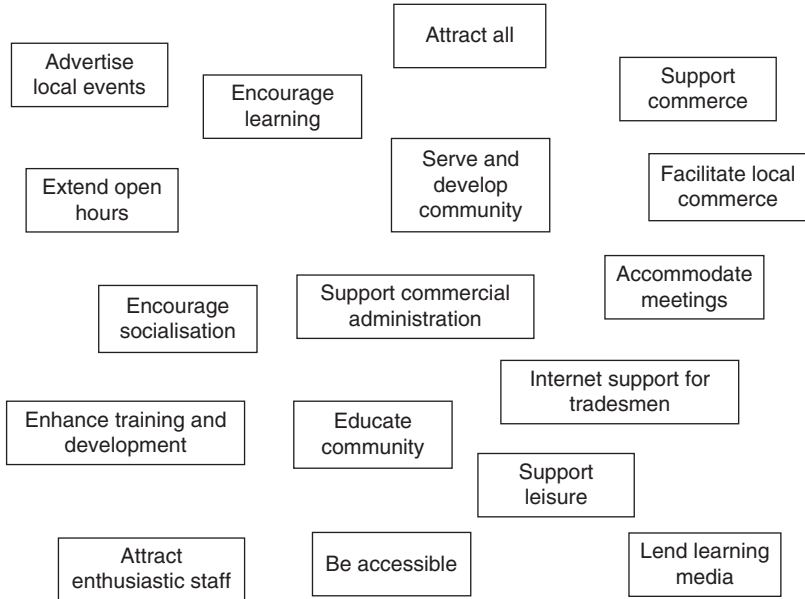 Attract all
Advertise
local events
Encourage
learning
Support
commerce
Serve and
develop
community
Extend open
hours
Facilitate local
commerce
Accommodate
meetings
Encourage
socialisation
Support commercial
administration
Internet support for
tradesmen
Enhance training and
development
Educate
community
Support
leisure
Attract
enthusiastic staff
Be accessible
Lend learning
media